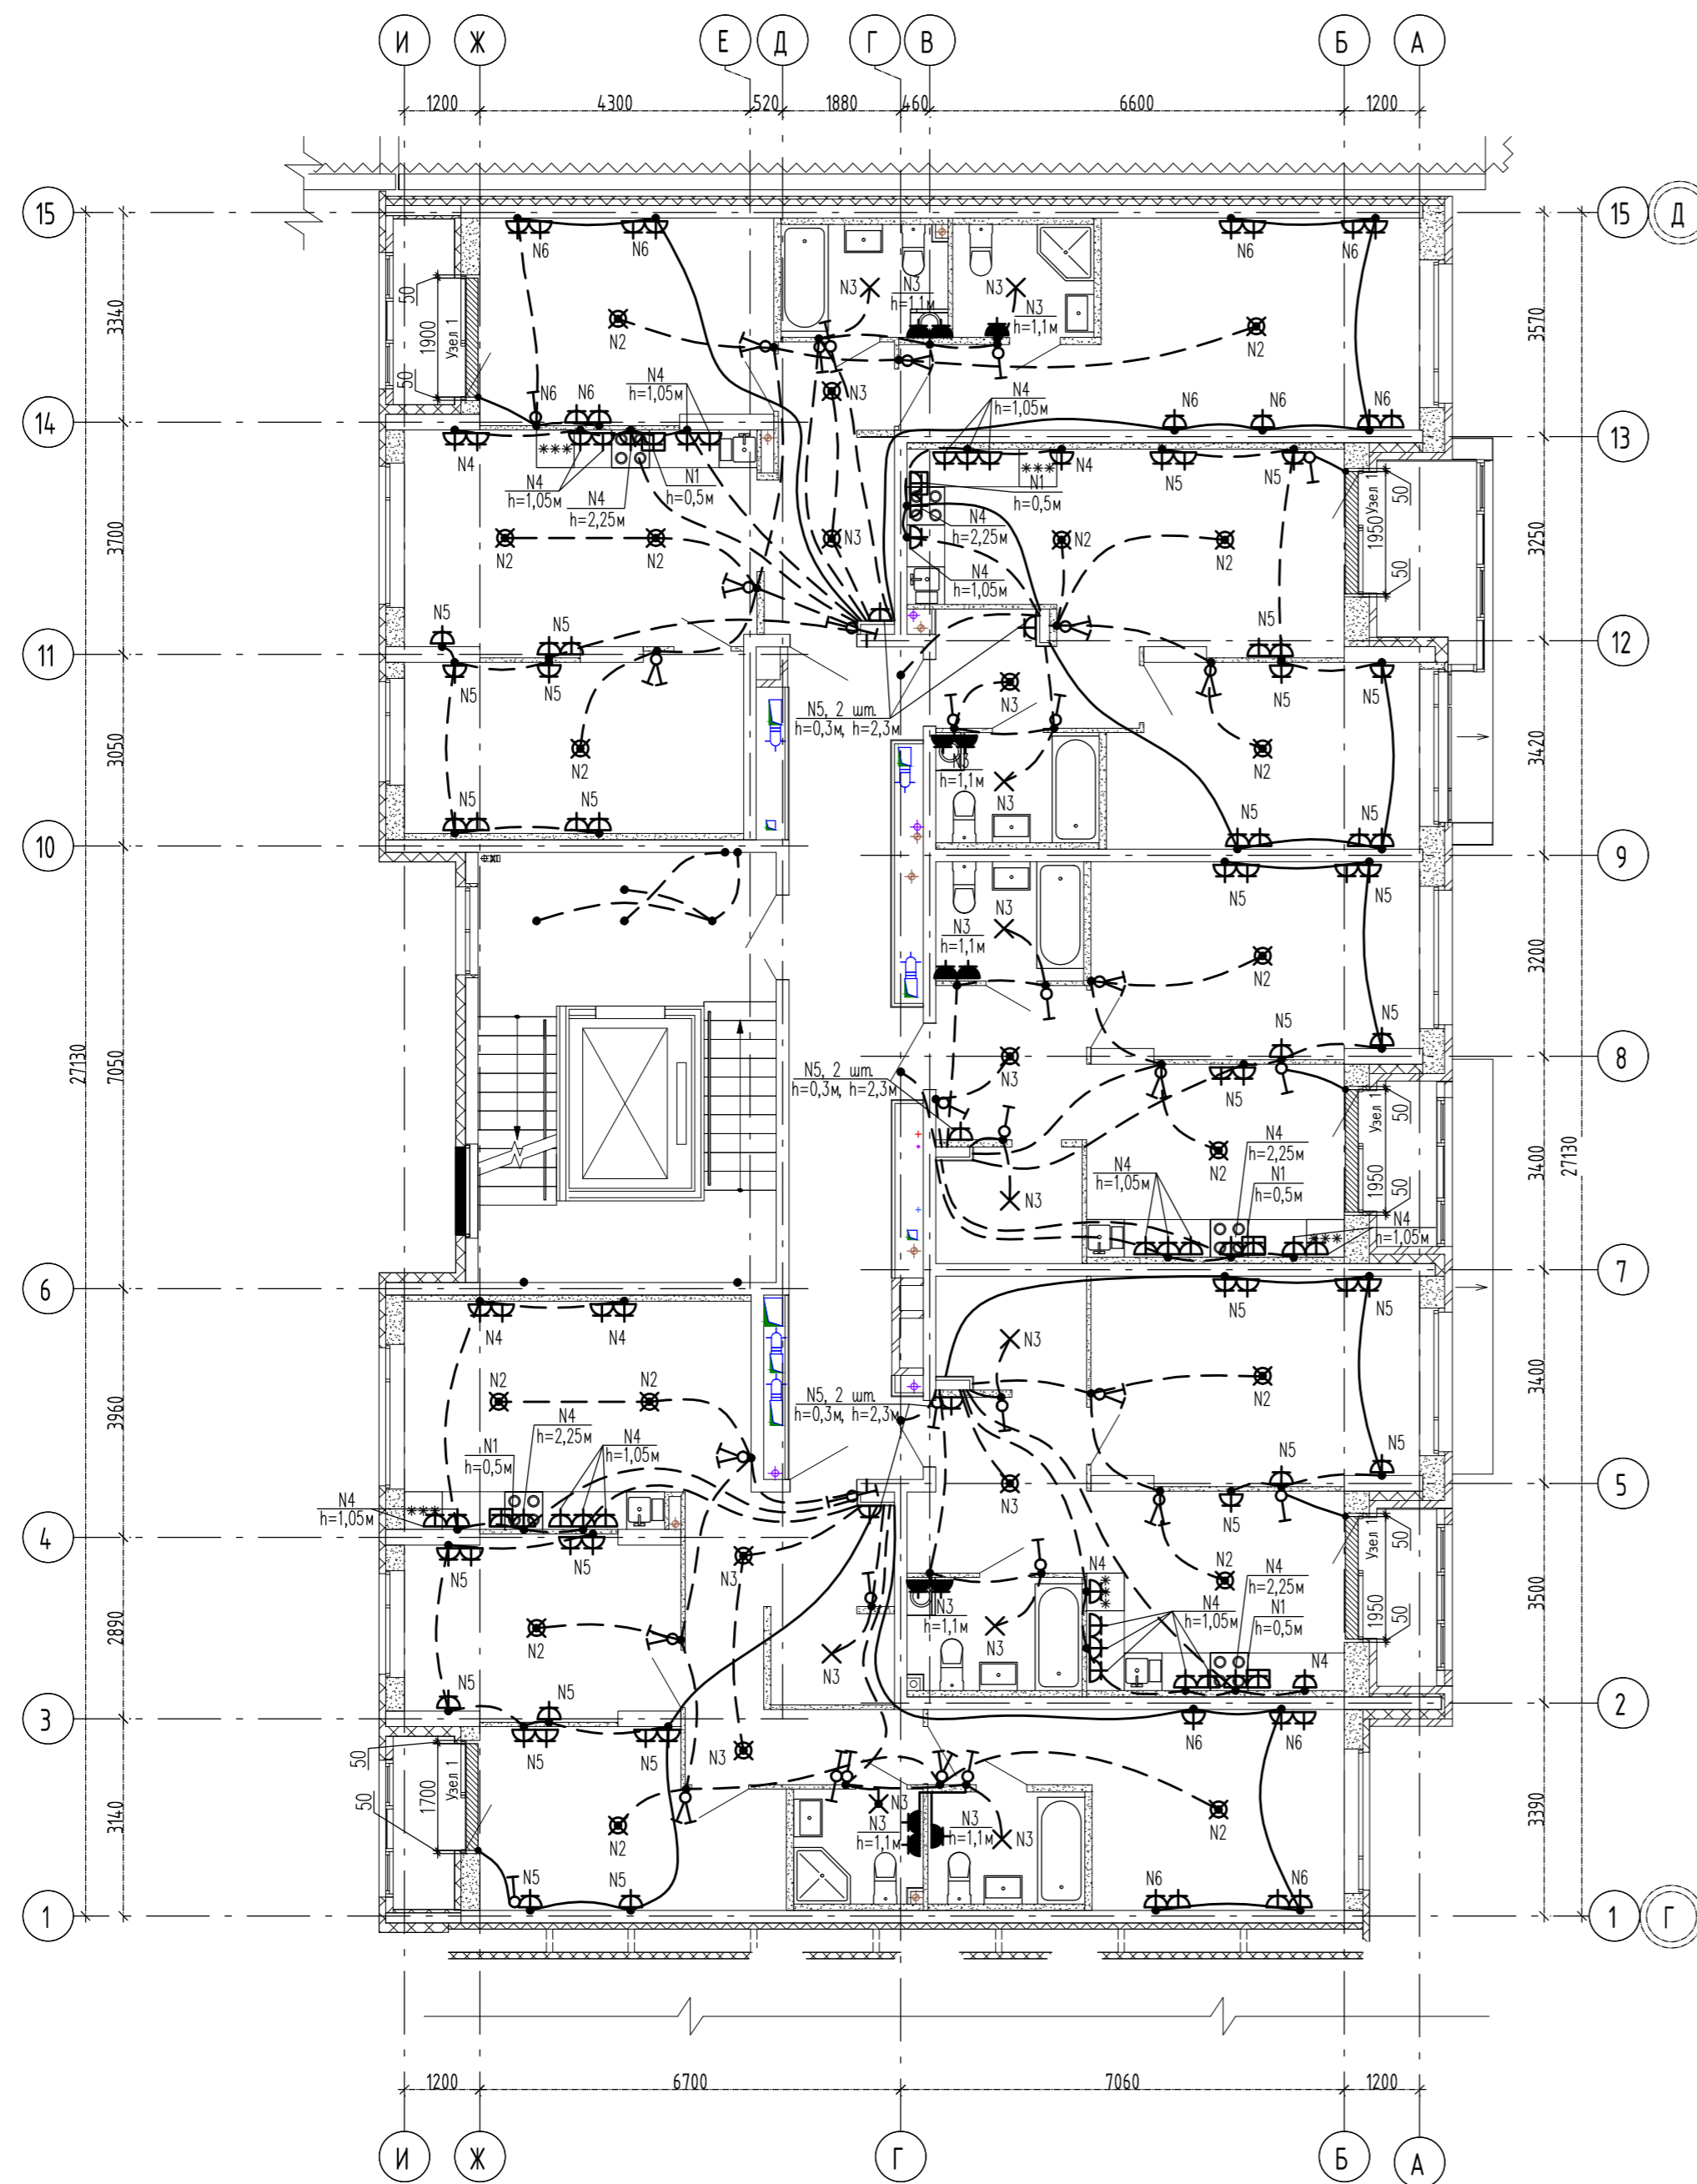 И Ж Е Д Г В Б А
1200 4300 520 1880 460 6600 1200
15 15 Д
N6 N6 N6 N6
50 3340 1900 Узел 1 50
N3 N3 h=1,1м N3 N3 h=1,1м
3570
N2 N2
N3
N6 N6
N4 h=1,05м
N4 h=1,05м
N6 N6 N6
14 13
N4
N4 h=1,05м
N4 h=2,25м
N1 h=0,5м
N4
N1 h=0,5м
N4 h=2,25м
N4 h=1,05м
N5 N5
50 1950 Узел 1 50
3700 3250
N2 N2 N3 N2 N2
N5 N5 N5
11 12
N5 N5 N5 N5
N3
N5, 2 шт.
h=0,3м, h=2,3м
3050 3420
N2 N2
N3 h=1,1м
N3
N5 N5 N5 N5
10 9
N5 N5
N3
N3 h=1,1м
3200
N2
27130 7050
N5 N5
8
N5, 2 шт.
h=0,3м, h=2,3м
N3
N5
50 1950 Узел 1 50
N2
N4 h=2,25м
N4 h=1,05м
N1 h=0,5м
N3
N4 h=1,05м
3400 27130
6 7
N4 N4
N5 N5
N3
N2 N2 N2
3960 3400
N5, 2 шт.
h=0,3м, h=2,3м
N4 h=2,25м
N1 h=0,5м
N4 h=1,05м
N4 h=1,05м
N5 N5
5
N3
N5
4
N5 N5
N3
50 1950 Узел 1 50
N2
N4 h=2,25м
N4
N4 h=1,05м
N1 h=0,5м
N4
3500
2890
N2
N3 h=1,1м
N3
N3
N5 N5
3 2
N5 N5
N3
N6 N6
50 1700 Узел 1 50
3140 3390
N2
N3
N3 h=1,1м
N3 h=1,1м
N3
N2
N5 N5
N6 N6
1 1 Г
1200 6700 7060 1200
И Ж Г Б А